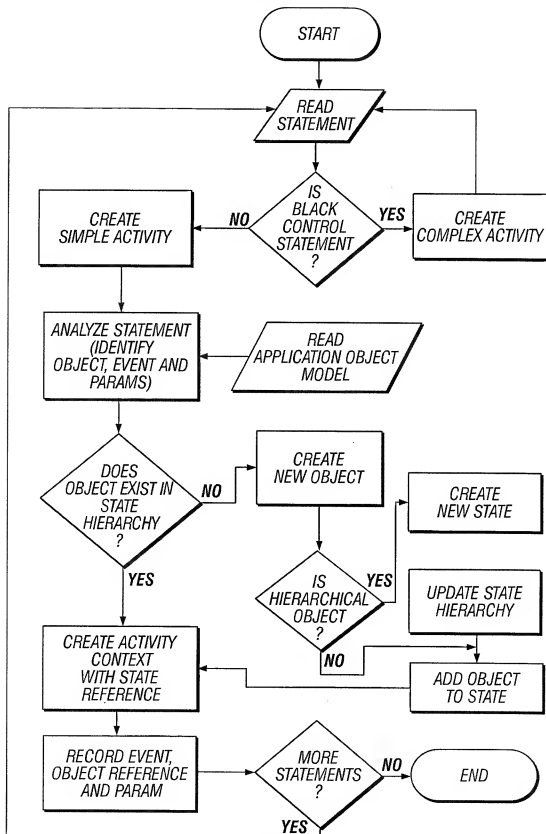 START
READ
STATEMENT
IS
BLACK
CONTROL
STATEMENT
?
NO
YES
CREATE
SIMPLE ACTIVITY
CREATE
COMPLEX ACTIVITY
ANALYZE STATEMENT
(IDENTIFY
OBJECT, EVENT AND
PARAMS)
READ
APPLICATION OBJECT
MODEL
DOES
OBJECT EXIST IN
STATE
HIERARCHY
?
NO
YES
CREATE
NEW OBJECT
CREATE
NEW STATE
IS
HIERARCHICAL
OBJECT
?
YES
NO
UPDATE STATE
HIERARCHY
ADD OBJECT
TO STATE
CREATE ACTIVITY
CONTEXT
WITH STATE
REFERENCE
RECORD EVENT,
OBJECT REFERENCE
AND PARAM
MORE
STATEMENTS
?
NO
YES
END